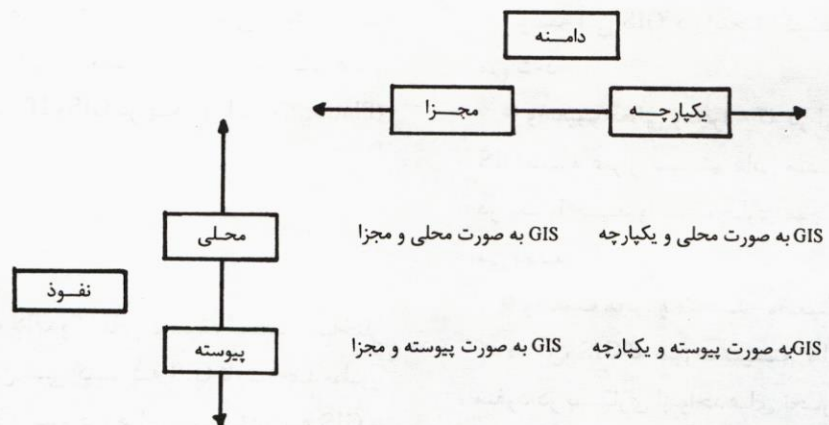 دامنه
یکپارچه
مجزا
محلی
GIS به صورت محلی و یکپارچه
GIS به صورت محلی و مجزا
نفوذ
پیوسته
GISبه صورت پیوسته و یکپارچه
GIS به صورت پیوسته و مجزا